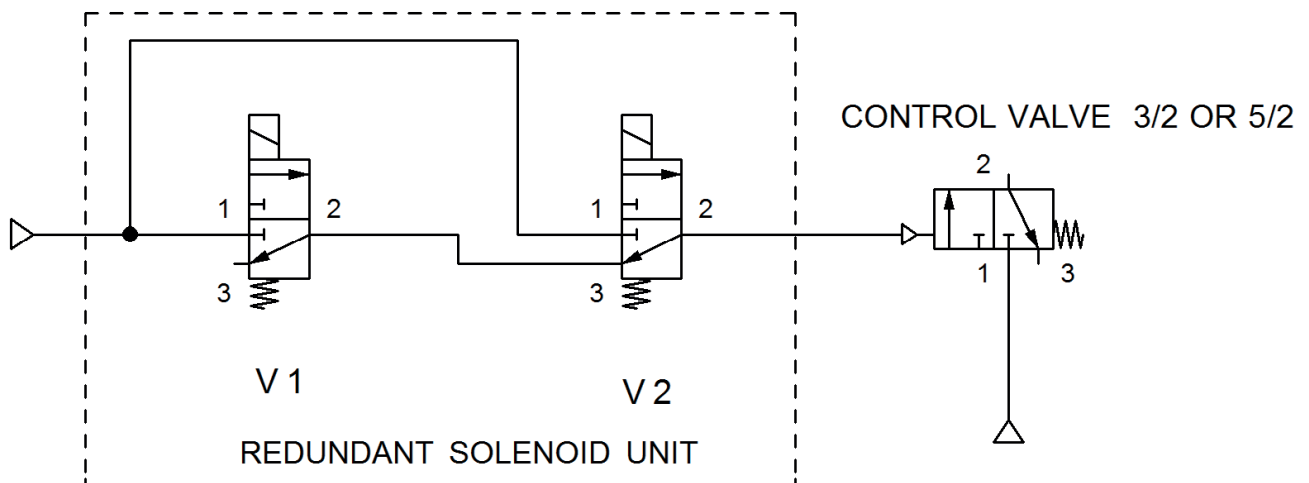 CONTROL VALVE 3/2 OR 5/2
2
1 2
1 2
3
3
1 3
V 1
V 2
REDUNDANT SOLENOID UNIT